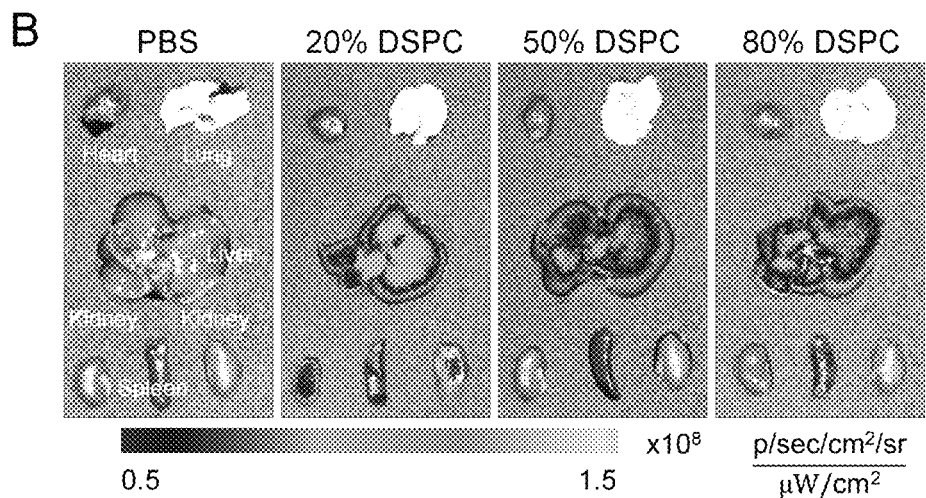 B
PBS 20% DSPC 50% DSPC 80% DSPC
Heart Lung
Liver
Kidney Kidney
Spleen
0.5 1.5 x10⁸ p/sec/cm²/sr
μW/cm²